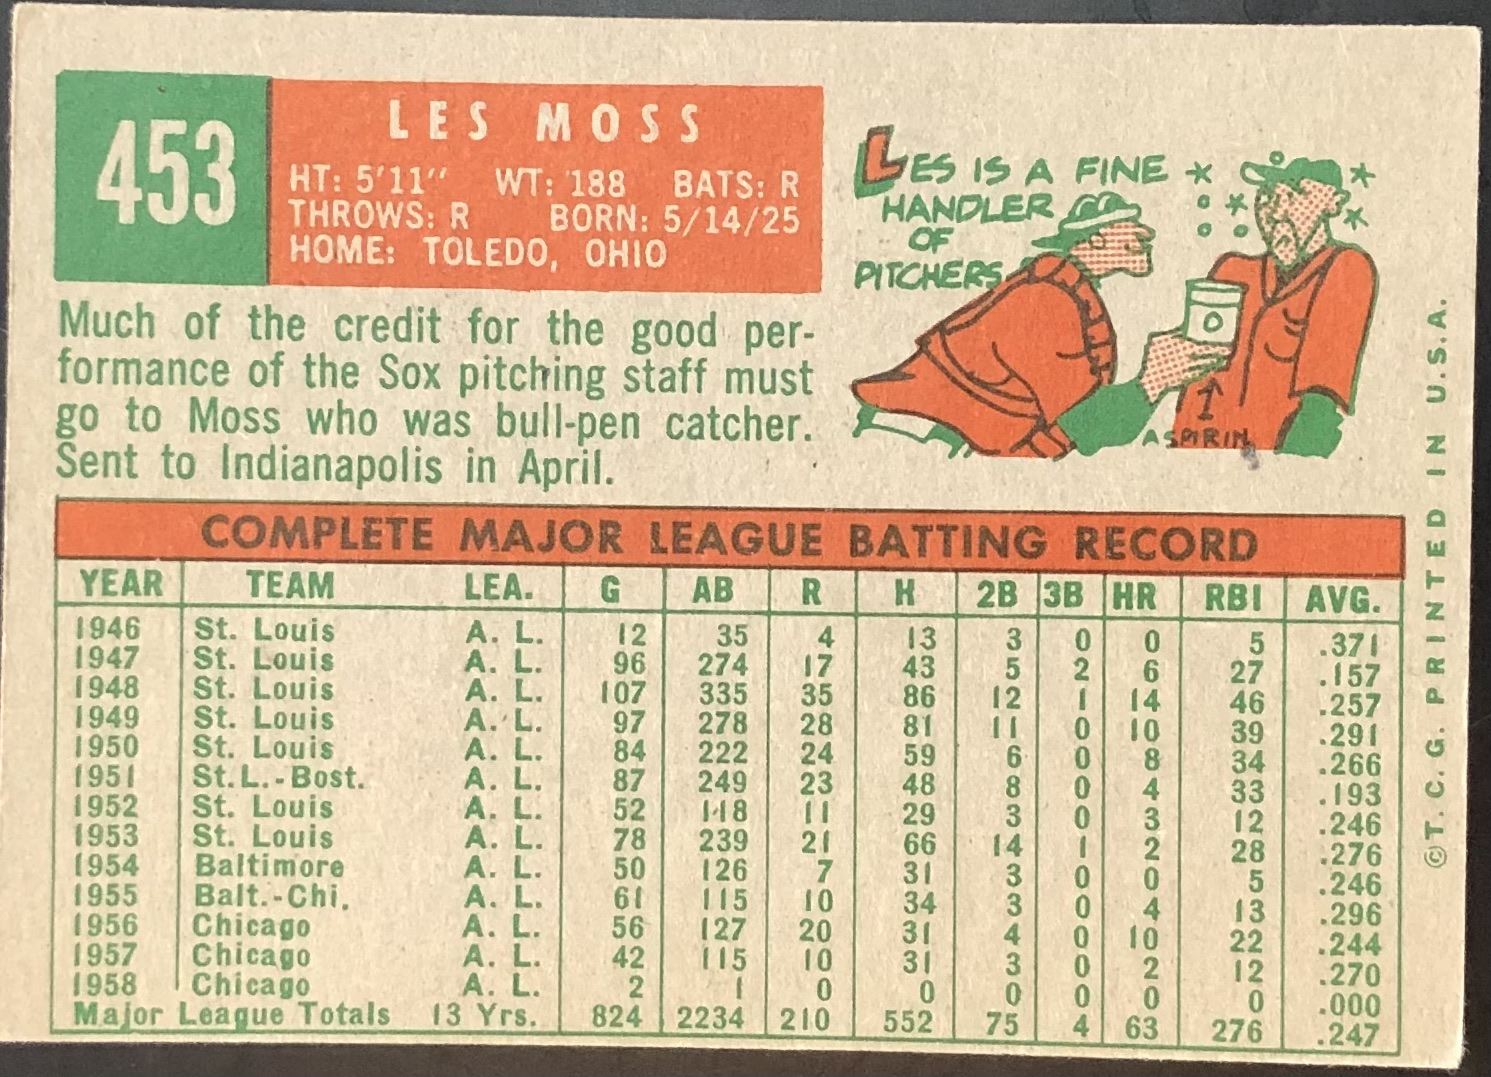 453
LES MOSS
HT: 5'11" WT: 188 BATS: R
THROWS: R BORN: 5/14/25
HOME: TOLEDO, OHIO
LES IS A FINE
HANDLER
OF
PITCHERS
ASPIRIN
Much of the credit for the good per-
formance of the Sox pitching staff must
go to Moss who was bull-pen catcher.
Sent to Indianapolis in April.
COMPLETE MAJOR LEAGUE BATTING RECORD
YEAR TEAM LEA. G AB R H 2B 3B HR RBI AVG.
1946 St. Louis A. L. 12 35 4 13 3 0 0 5 .371
1947 St. Louis A. L. 96 274 17 43 5 2 6 27 .157
1948 St. Louis A. L. 107 335 35 86 12 1 14 46 .257
1949 St. Louis A. L. 97 278 28 81 11 0 10 39 .291
1950 St. Louis A. L. 84 222 24 59 6 0 8 34 .266
1951 St.L.-Bost. A. L. 87 249 23 48 8 0 4 33 .193
1952 St. Louis A. L. 52 118 11 29 3 0 3 12 .246
1953 St. Louis A. L. 78 239 21 66 14 1 2 28 .276
1954 Baltimore A. L. 50 126 7 31 3 0 0 5 .246
1955 Balt.-Chi. A. L. 61 115 10 34 3 0 4 13 .296
1956 Chicago A. L. 56 127 20 31 4 0 10 22 .244
1957 Chicago A. L. 42 115 10 31 3 0 2 12 .270
1958 Chicago A. L. 2 1 0 0 0 0 0 0 .000
Major League Totals 13 Yrs. 824 2234 210 552 75 4 63 276 .247
©T. C. G. PRINTED IN U.S.A.